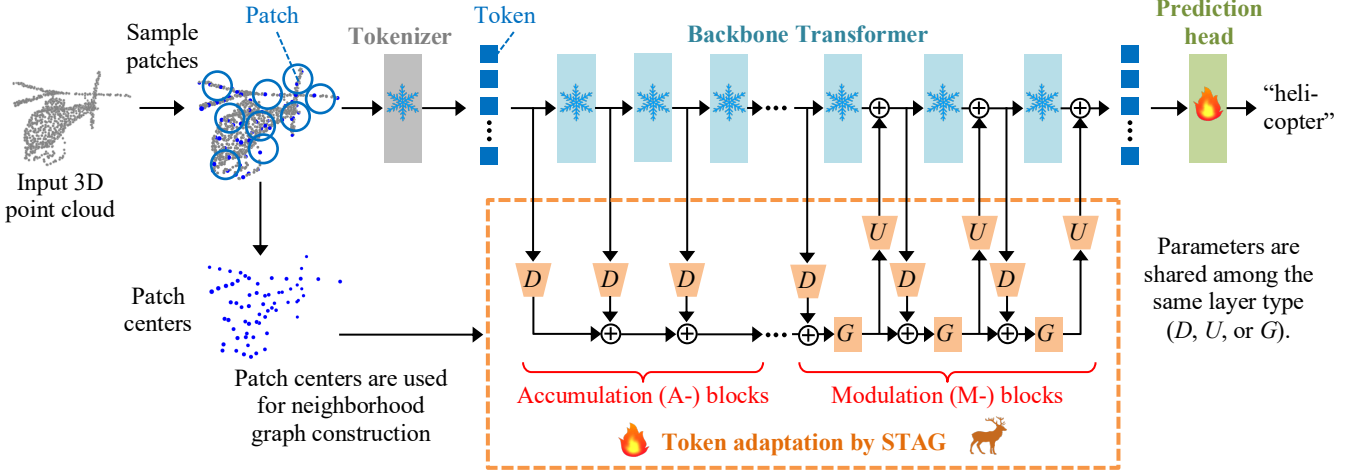 Patch
Sample
patches
Tokenizer
Token
Backbone Transformer
Prediction
head
“heli-
copter”
Input 3D
point cloud
Patch
centers
Patch centers are used
for neighborhood
graph construction
D
D
D
D
U
D
U
D
U
G
G
G
Accumulation (A-) blocks
Modulation (M-) blocks
Token adaptation by STAG
Parameters are
shared among the
same layer type
(D, U, or G).